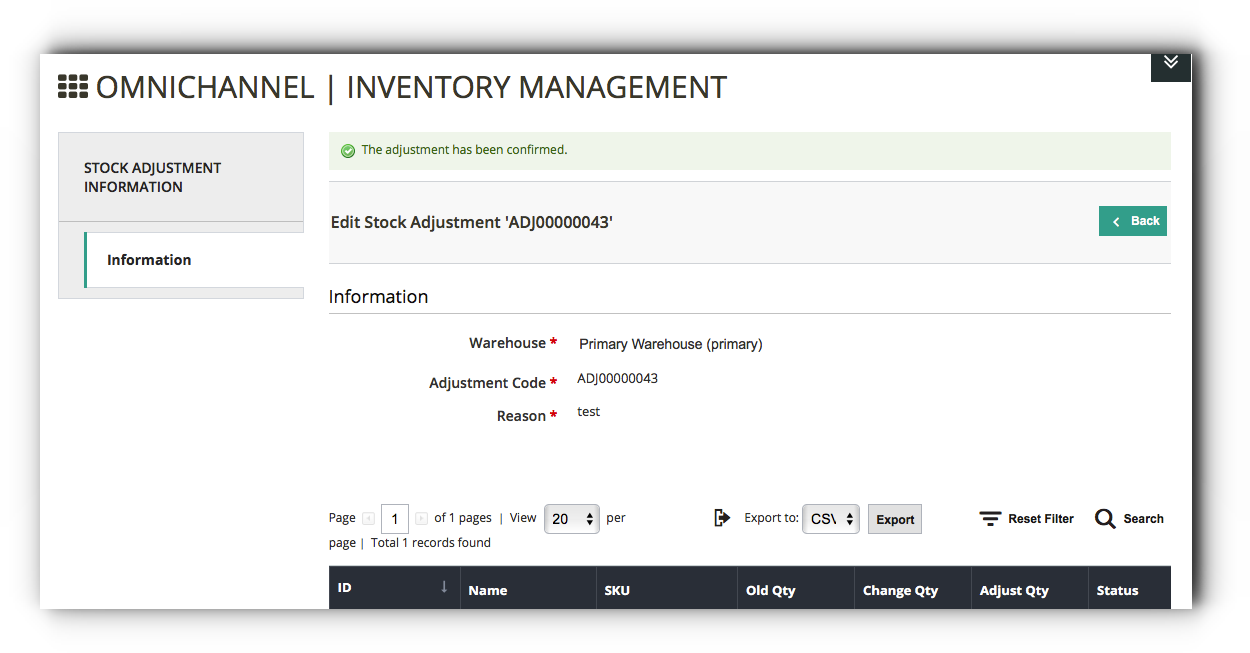 OMNICHANNEL | INVENTORY MANAGEMENT
STOCK ADJUSTMENT
INFORMATION
Information
The adjustment has been confirmed.
Edit Stock Adjustment 'ADJ00000043'
Back
Information
Warehouse * Primary Warehouse (primary)
Adjustment Code * ADJ00000043
Reason * test
Page 1 of 1 pages | View 20 per
page | Total 1 records found
Export to: CSV Export
Reset Filter Search
ID Name SKU Old Qty Change Qty Adjust Qty Status